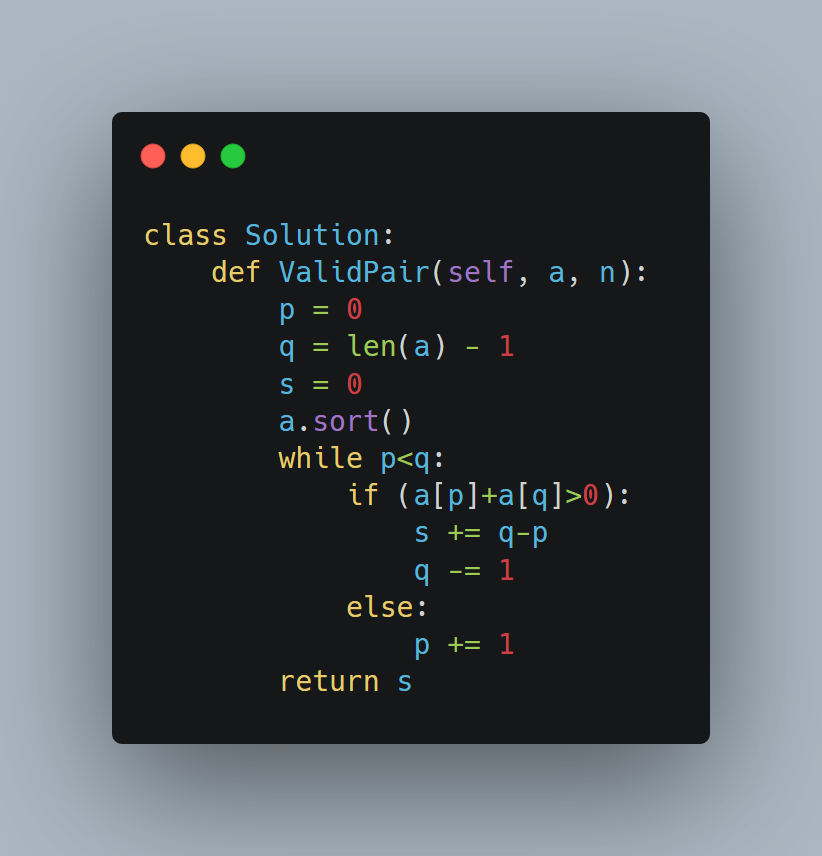 class Solution:
    def ValidPair(self, a, n):
        p = 0
        q = len(a) - 1
        s = 0
        a.sort()
        while p<q:
            if (a[p]+a[q]>0):
                s += q-p
                q -= 1
            else:
                p += 1
        return s